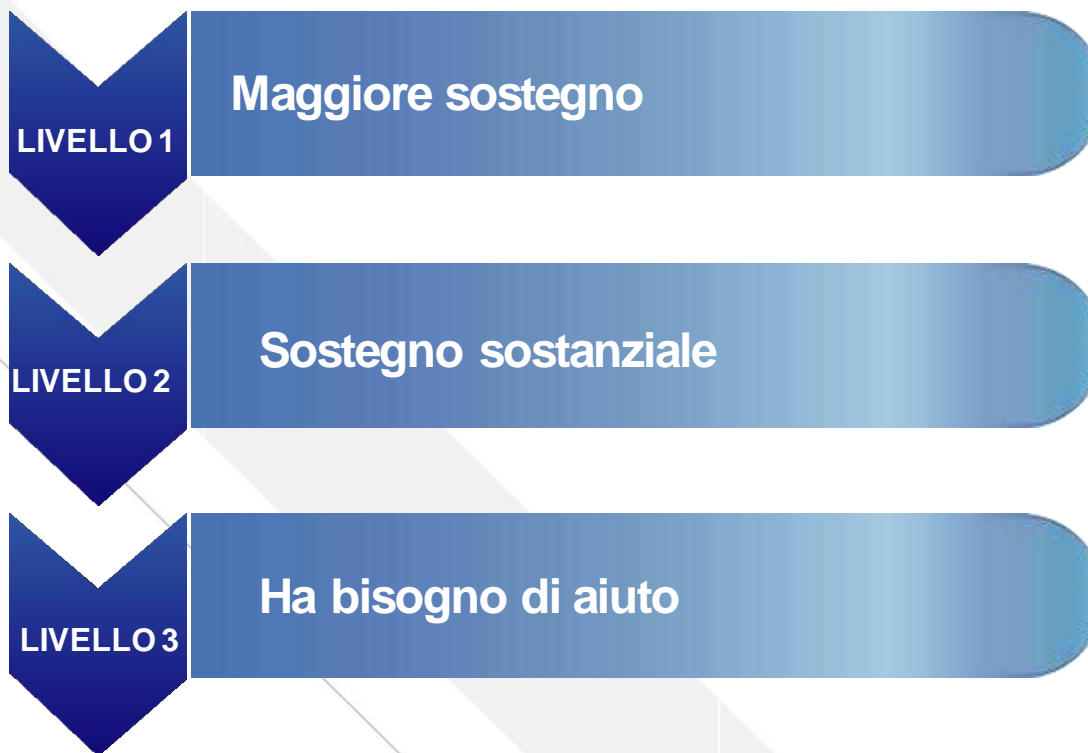 LIVELLO 1
Maggiore sostegno
LIVELLO 2
Sostegno sostanziale
LIVELLO 3
Ha bisogno di aiuto